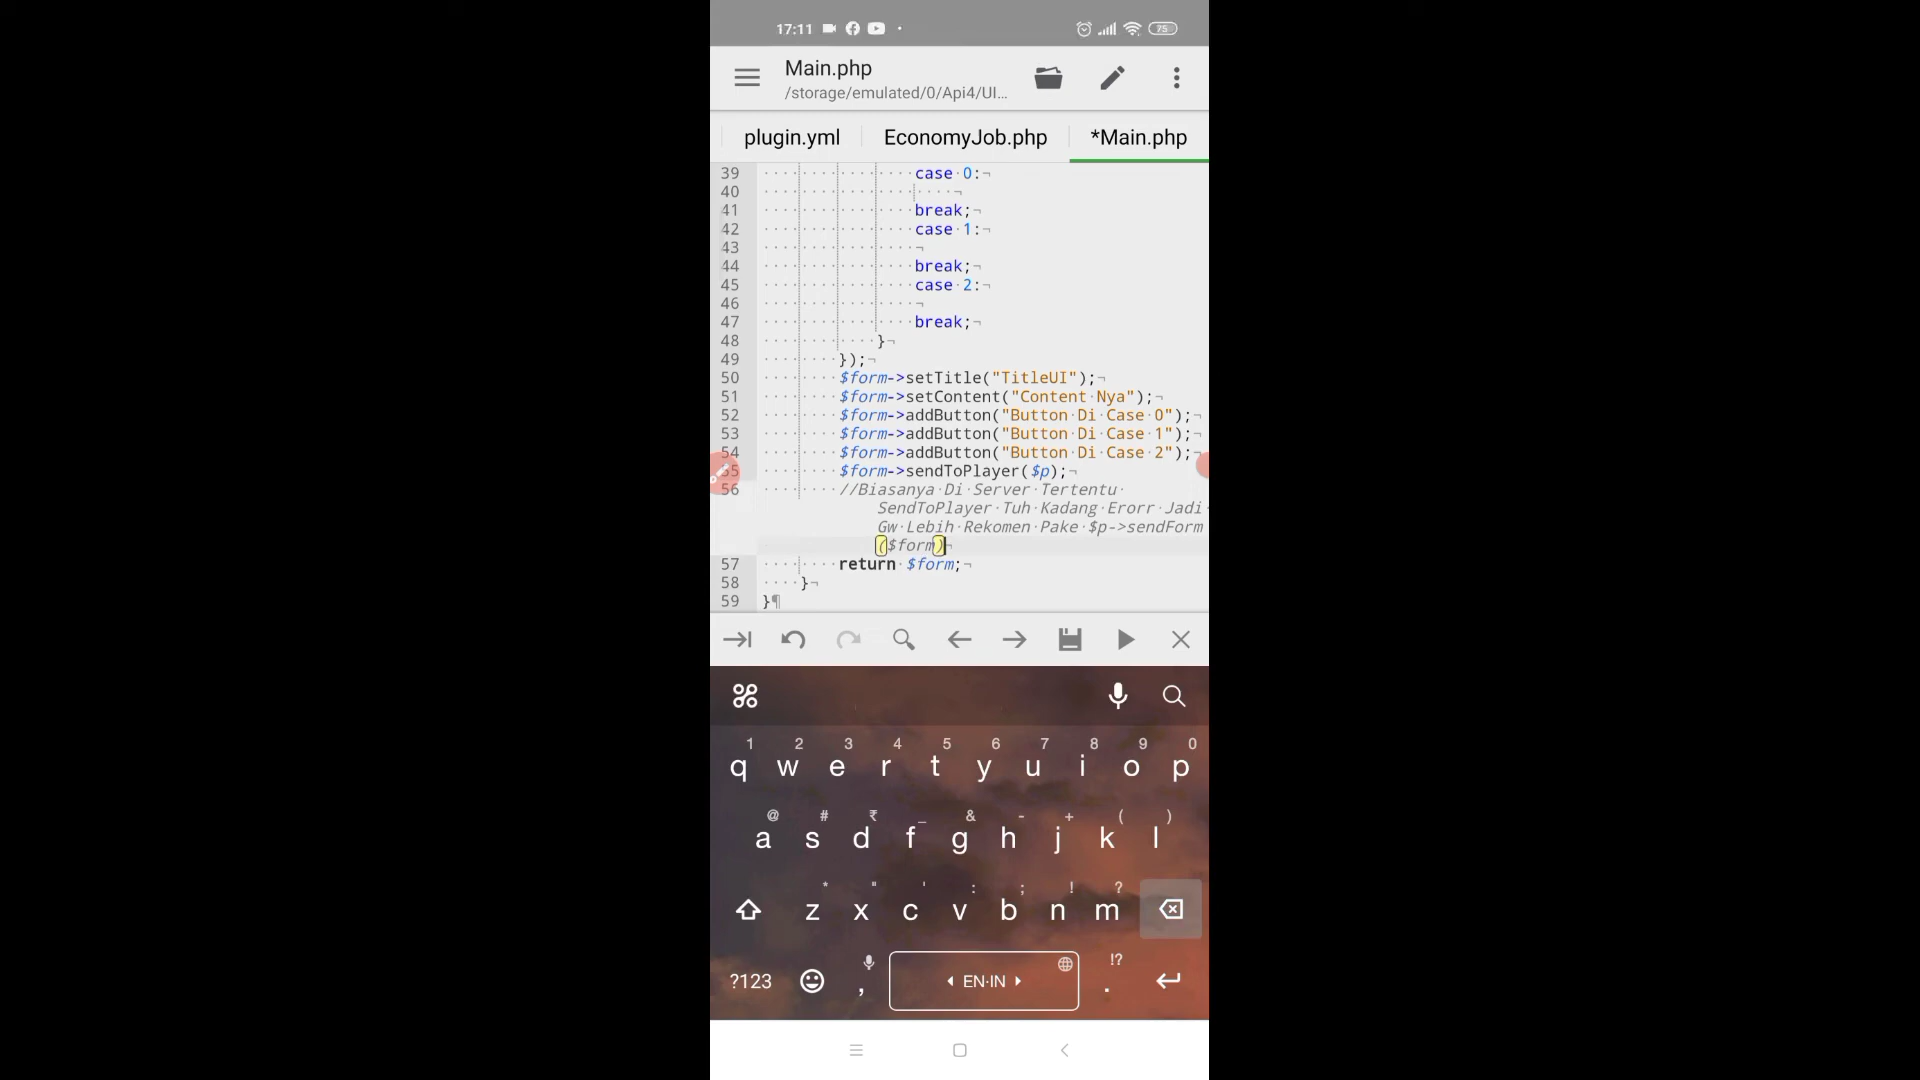 17:11
75
Main.php
/storage/emulated/0/Api4/UI...
plugin.yml
EconomyJob.php
*Main.php
39 case 0:
40
41 break;
42 case 1:
43
44 break;
45 case 2:
46
47 break;
48 }
49 });
50 $form->setTitle("TitleUI");
51 $form->setContent("Content Nya");
52 $form->addButton("Button Di Case 0");
53 $form->addButton("Button Di Case 1");
54 $form->addButton("Button Di Case 2");
55 $form->sendToPlayer($p);
56 //Biasanya Di Server Tertentu
SendToPlayer Tuh Kadang Erorr Jadi
Gw Lebih Rekomen Pake $p->sendForm
($form)
57 return $form;
58 }
59 }
1 2 3 4 5 6 7 8 9 0
q w e r t y u i o p
@ # ₹ _ & - + ( )
a s d f g h j k l
* " ' : ; ! ?
z x c v b n m
!?
?123 , EN-IN .